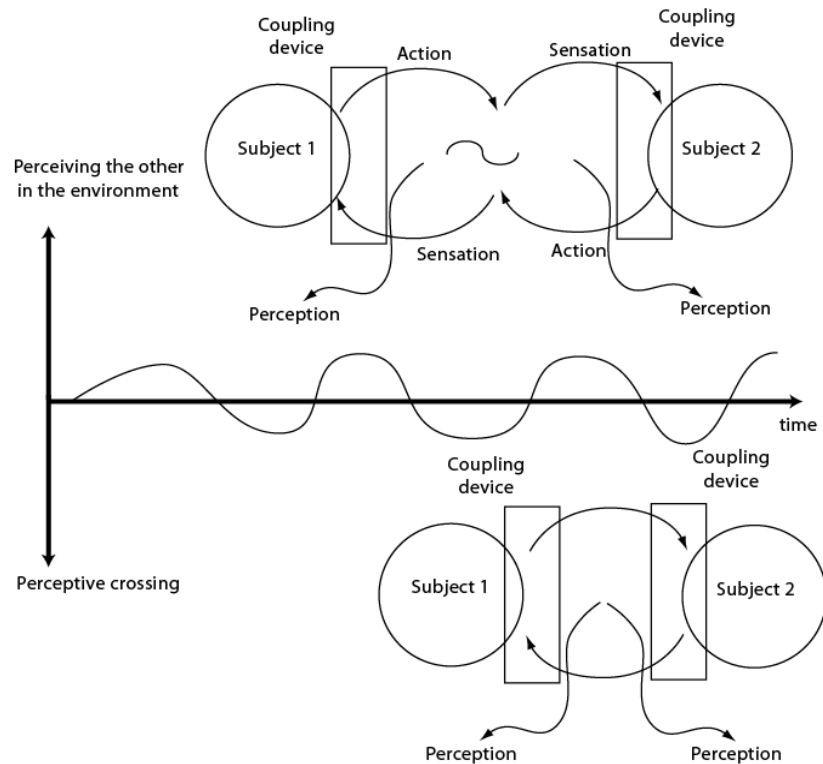 Coupling
device
Action
Sensation
Coupling
device
Subject 1
Subject 2
Perceiving the other
in the environment
Sensation
Action
Perception
Perception
time
Coupling
device
Coupling
device
Perceptive crossing
Subject 1
Subject 2
Perception
Perception